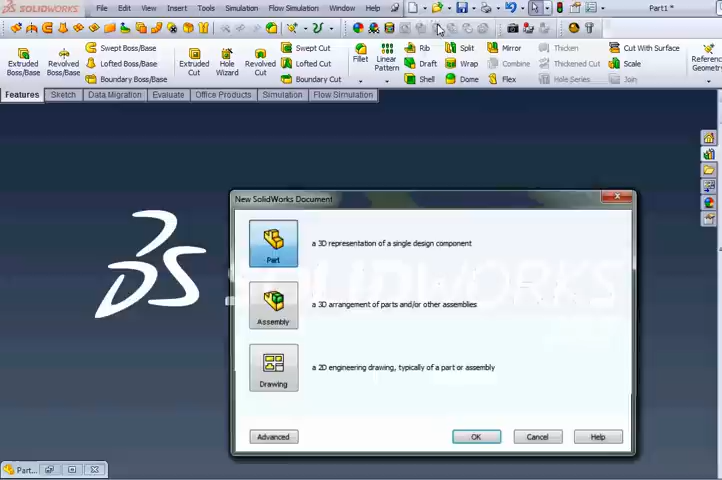 SOLIDWORKS File Edit View Insert Tools Simulation Flow Simulation Window Help Part1 *
Extruded Boss/Base
Revolved Boss/Base
Swept Boss/Base
Lofted Boss/Base
Boundary Boss/Base
Extruded Cut
Hole Wizard
Revolved Cut
Swept Cut
Lofted Cut
Boundary Cut
Fillet
Linear Pattern
Rib
Draft
Shell
Split
Wrap
Dome
Mirror
Combine
Flex
Thicken
Thickened Cut
Hole Series
Cut With Surface
Scale
Join
Features Sketch Data Migration Evaluate Office Products Simulation Flow Simulation
New SolidWorks Document
Part
a 3D representation of a single design component
SOLIDWORKS
Assembly
a 3D arrangement of parts and/or other assemblies
Drawing
a 2D engineering drawing, typically of a part or assembly
Advanced OK Cancel Help
Part...